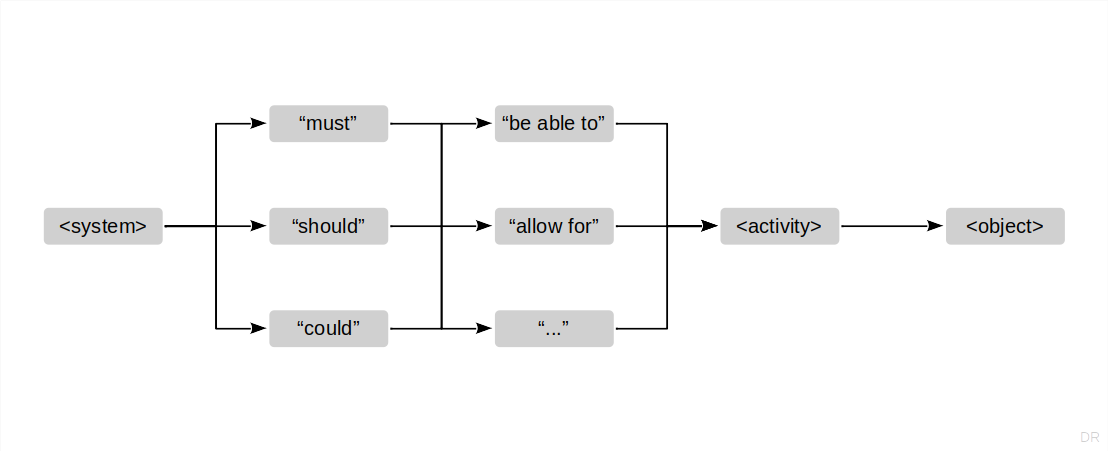 <system>
“must”
“should”
“could”
“be able to”
“allow for”
“...”
<activity>
<object>
DR